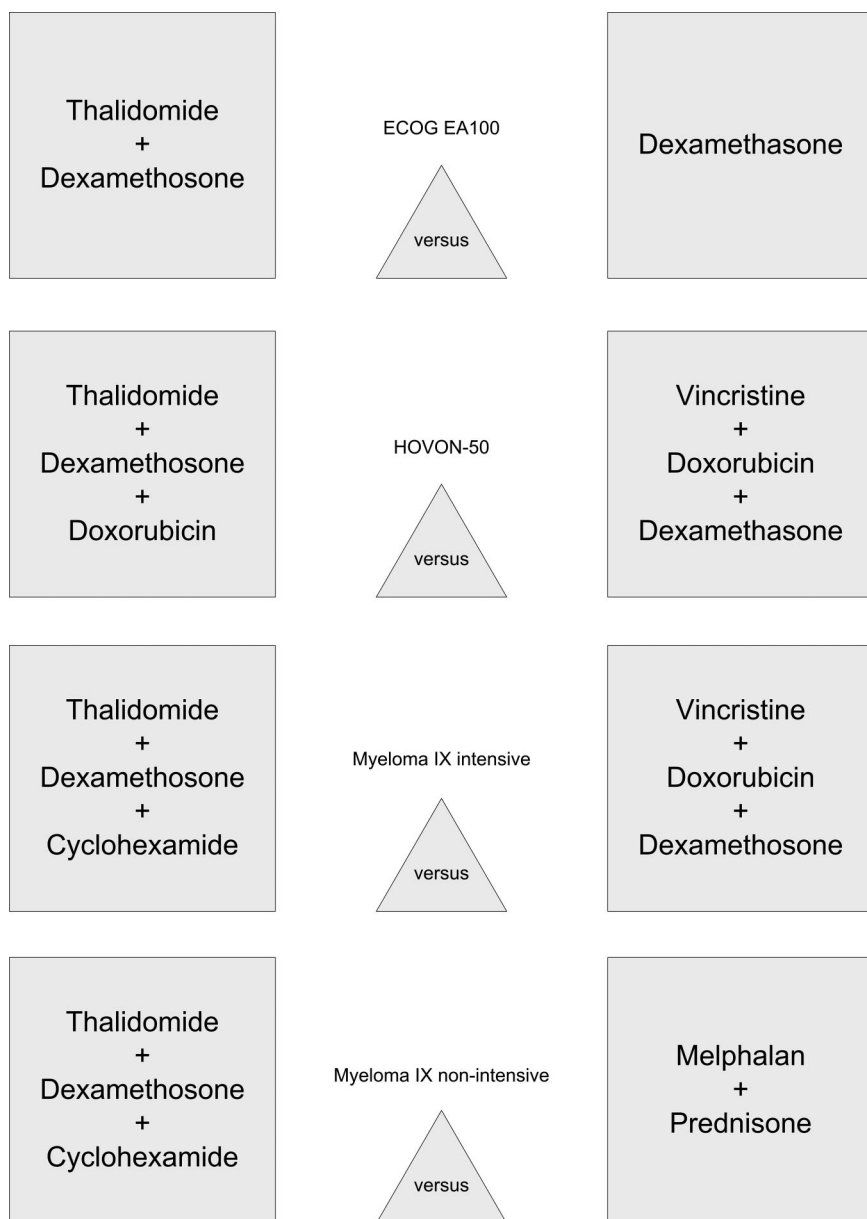 Thalidomide
+
Dexamethosone
ECOG EA100
versus
Dexamethasone
Thalidomide
+
Dexamethosone
+
Doxorubicin
HOVON-50
versus
Vincristine
+
Doxorubicin
+
Dexamethasone
Thalidomide
+
Dexamethosone
+
Cyclohexamide
Myeloma IX intensive
versus
Vincristine
+
Doxorubicin
+
Dexamethosone
Thalidomide
+
Dexamethosone
+
Cyclohexamide
Myeloma IX non-intensive
versus
Melphalan
+
Prednisone